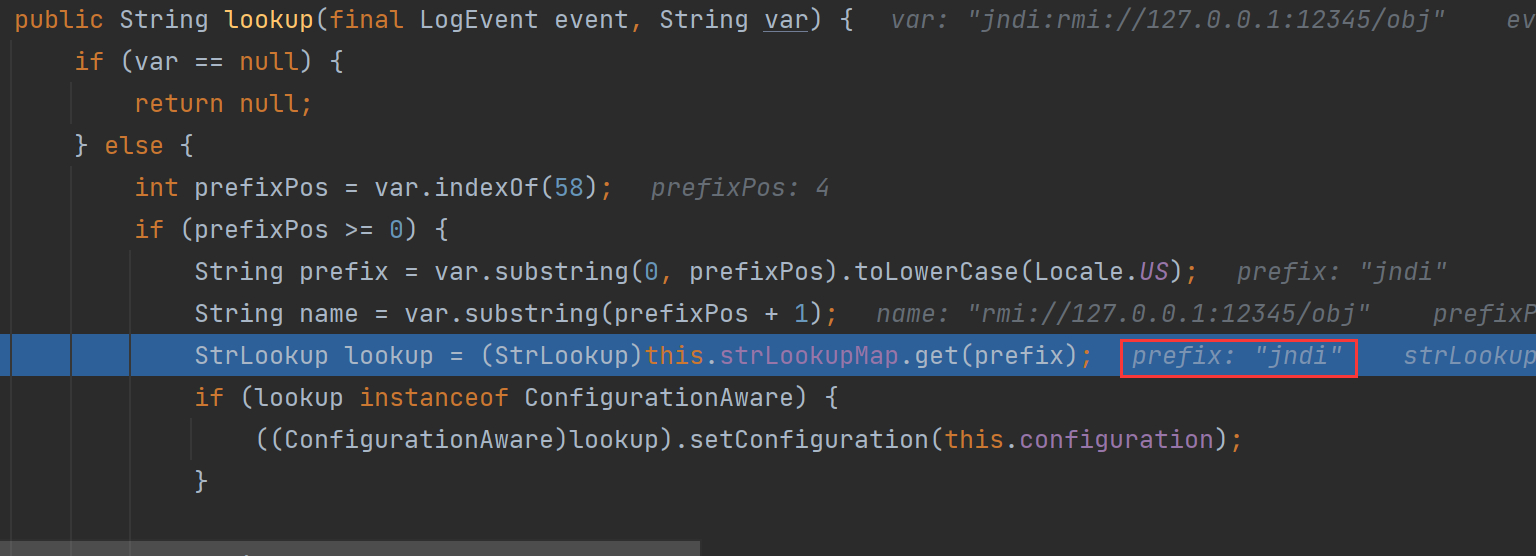 public String lookup(final LogEvent event, String var) { var: "jndi:rmi://127.0.0.1:12345/obj" ev
if (var == null) {
return null;
} else {
int prefixPos = var.indexOf(58); prefixPos: 4
if (prefixPos >= 0) {
String prefix = var.substring(0, prefixPos).toLowerCase(Locale.US); prefix: "jndi"
String name = var.substring(prefixPos + 1); name: "rmi://127.0.0.1:12345/obj" prefixP
StrLookup lookup = (StrLookup)this.strLookupMap.get(prefix); prefix: "jndi" strLookup
if (lookup instanceof ConfigurationAware) {
((ConfigurationAware)lookup).setConfiguration(this.configuration);
}